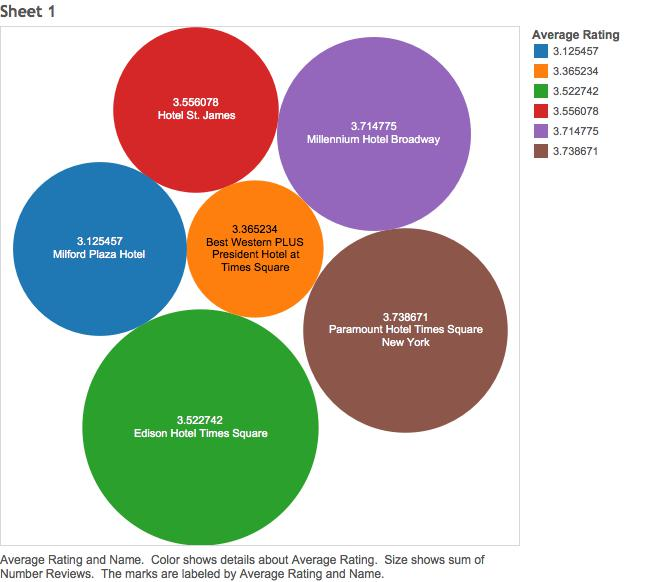 Sheet 1
3.556078
Hotel St. James
3.714775
Millennium Hotel Broadway
3.125457
Milford Plaza Hotel
3.365234
Best Western PLUS
President Hotel at
Times Square
3.738671
Paramount Hotel Times Square
New York
3.522742
Edison Hotel Times Square
Average Rating
3.125457
3.365234
3.522742
3.556078
3.714775
3.738671
Average Rating and Name.  Color shows details about Average Rating.  Size shows sum of
Number Reviews.  The marks are labeled by Average Rating and Name.